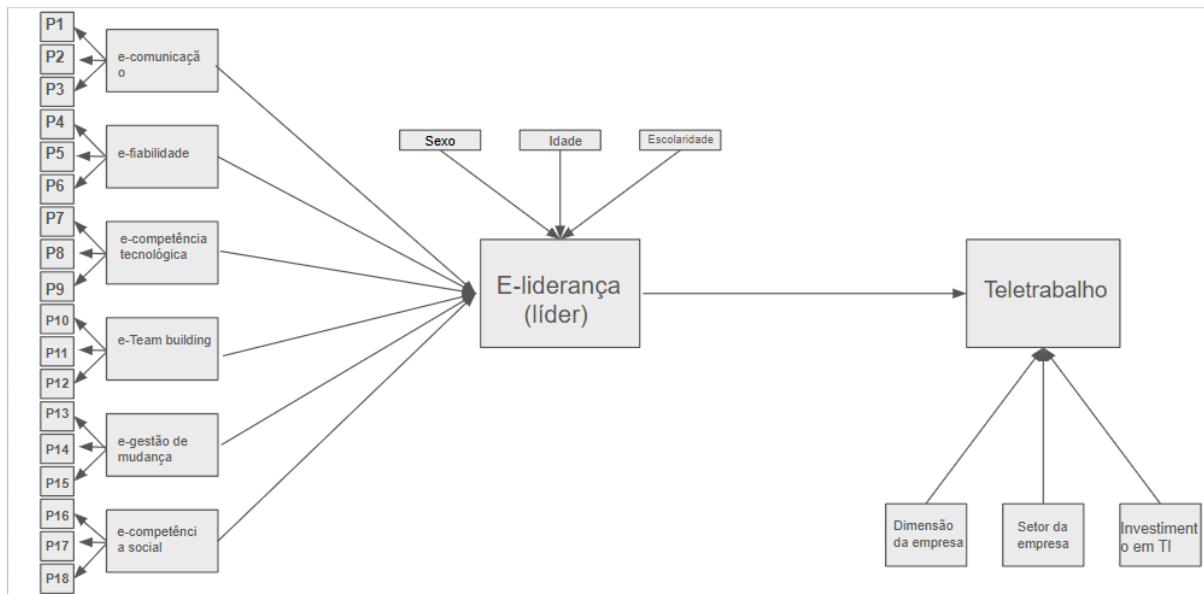 P1
P2
P3
e-comunicaçã
o
P4
P5
P6
e-fiabilidade
P7
P8
P9
e-competência
tecnológica
P10
P11
P12
e-Team building
P13
P14
P15
e-gestão de
mudança
P16
P17
P18
e-competênci
a social
Sexo
Idade
Escolaridade
E-liderança
(líder)
Teletrabalho
Dimensão
da empresa
Setor da
empresa
Investiment
o em TI